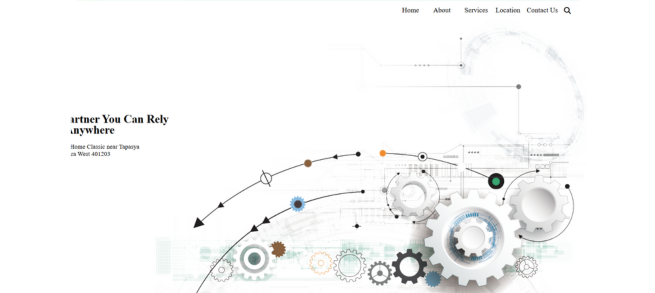 Home About Services Location Contact Us
artner You Can Rely
Anywhere
Home Classic near Tapasya
West 401203